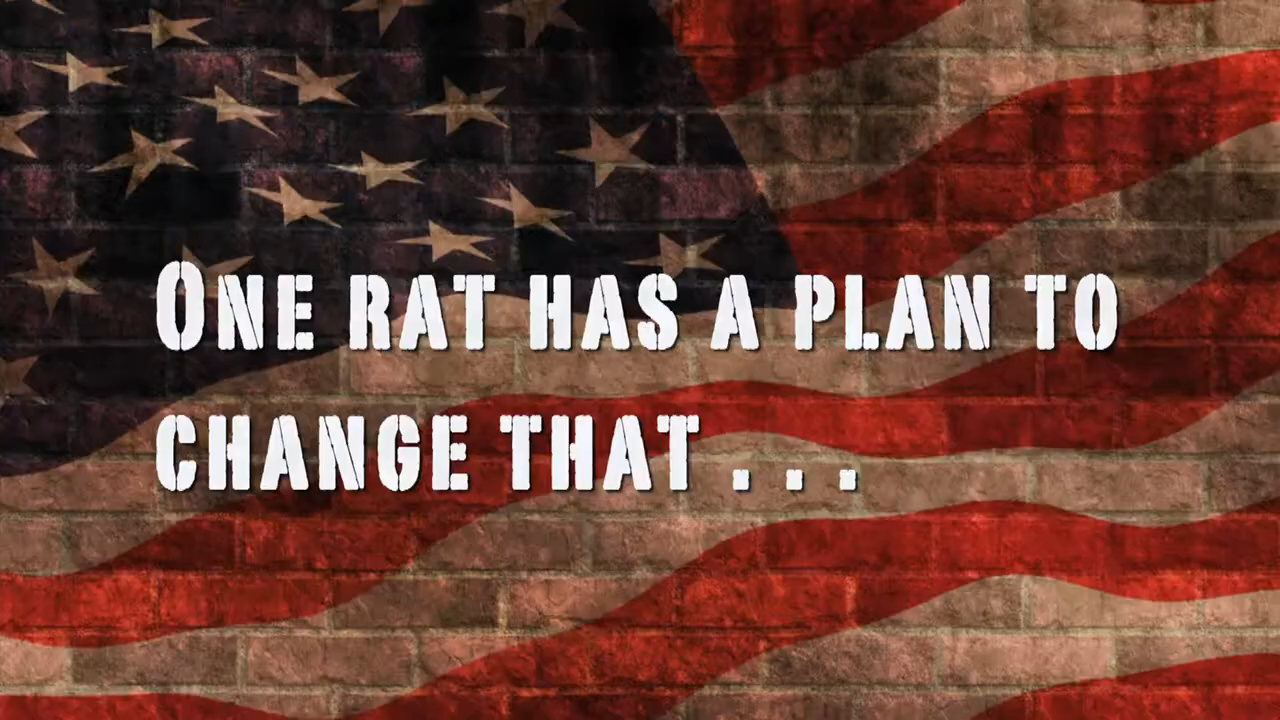 One rat has a plan to
change that . . .